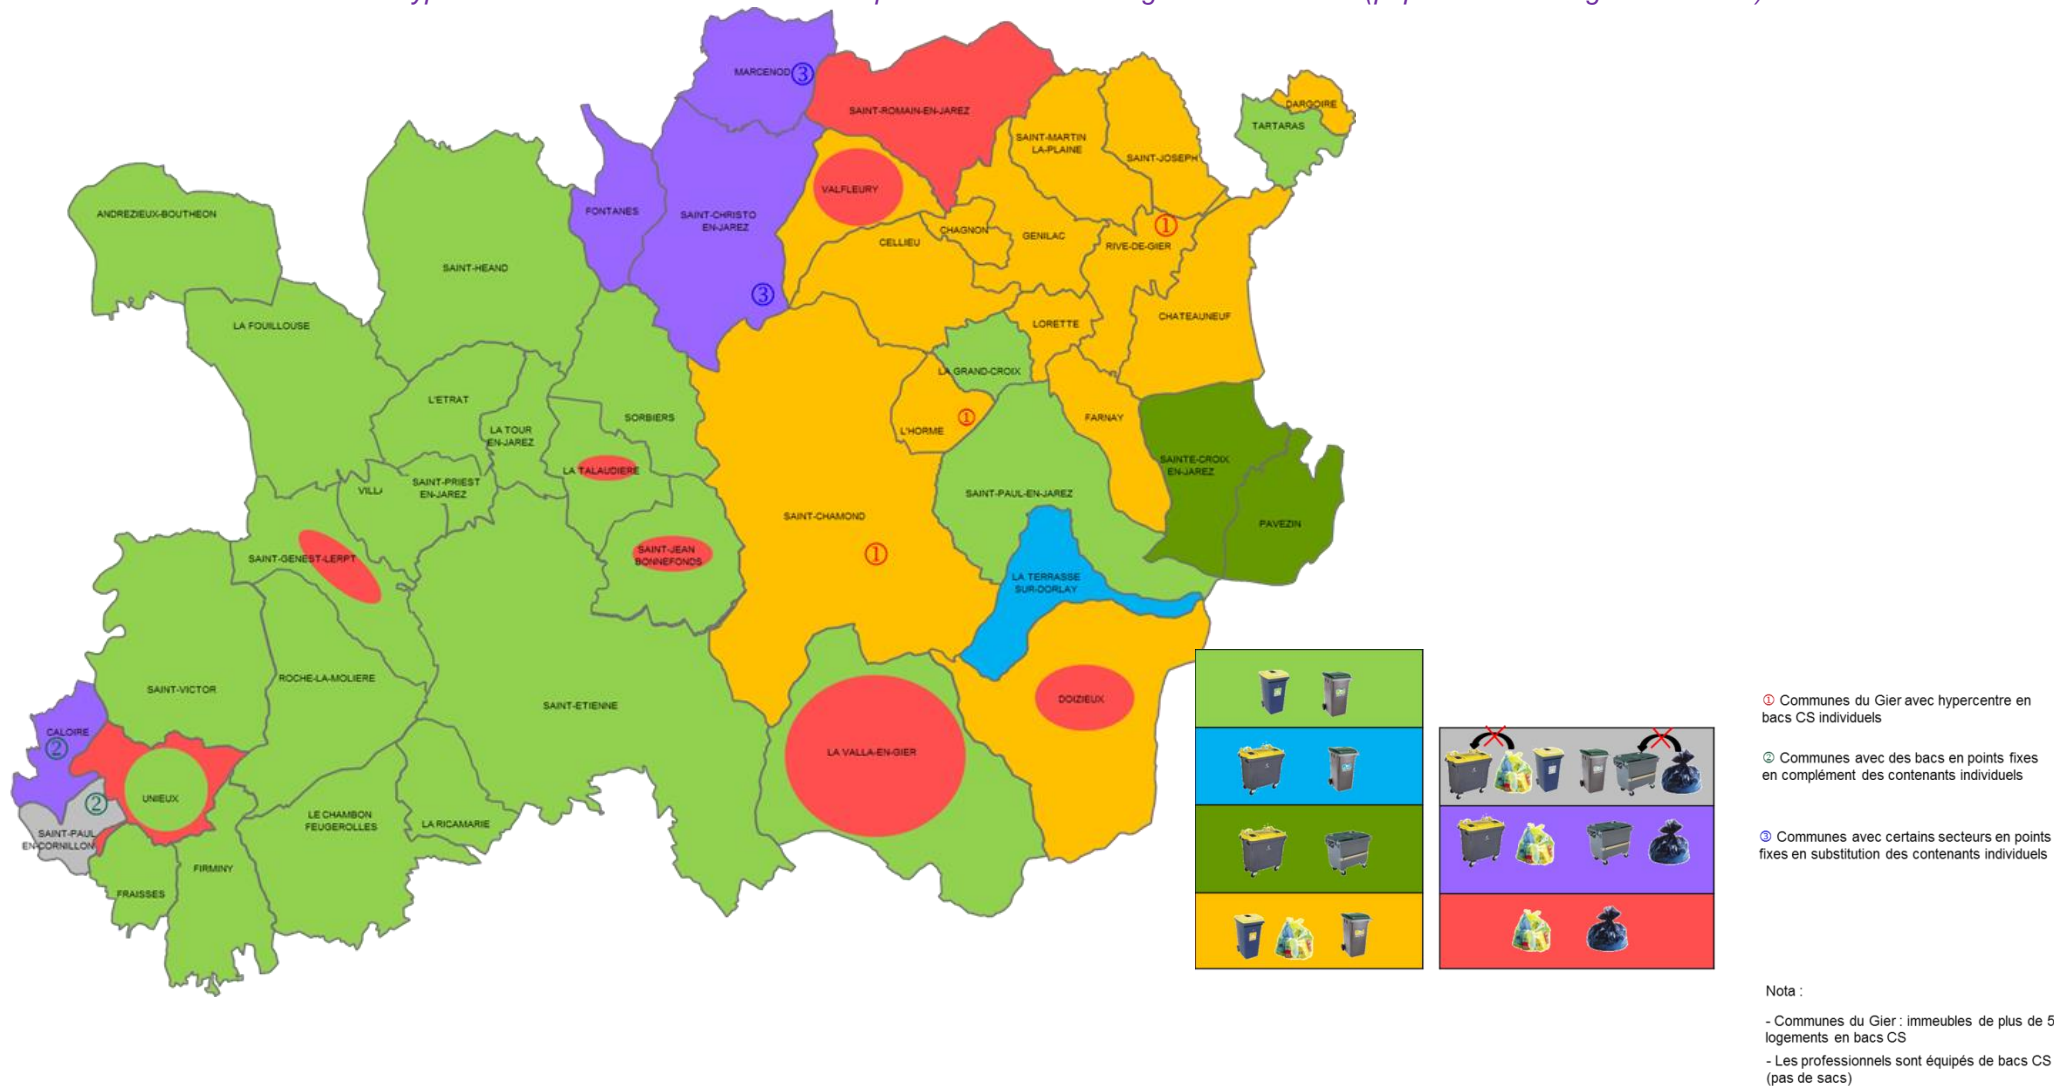 MARCENOD ③
SAINT-ROMAIN-EN-JAREZ
DARGOIRE
TARTARAS
SAINT-MARTIN
LA-PLAINE
SAINT-JOSEPH
VALFLEURY
ANDREZIEUX-BOUTHEON
FONTANES
SAINT-CHRISTO
EN-JAREZ
③
CELLIEU
CHAGNON
GENILAC
①
RIVE-DE-GIER
SAINT-HEAND
LA FOUILLOUSE
LORETTE
CHATEAUNEUF
LA GRAND-CROIX
L'ETRAT
LA TOUR
EN-JAREZ
SORBIERS
L'HORME
①
FARNAY
LA TALAUDIERE
SAINT-PRIEST
EN-JAREZ
SAINTE-CROIX
EN-JAREZ
SAINT-PAUL-EN-JAREZ
SAINT-CHAMOND
①
PAVEZIN
SAINT-GENEST-LERPT
SAINT-JEAN
BONNEFONDS
LA TERRASSE
SUR-DORLAY
SAINT-VICTOR
ROCHE-LA-MOLIERE
SAINT-ETIENNE
DOIZIEUX
LA VALLA-EN-GIER
CALOIRE
②
UNIEUX
②
SAINT-PAUL
EN-CORNILLON
LE CHAMBON
FEUGEROLLES
LA RICAMARIE
FRAISSES
FIRMINY
① Communes du Gier avec hypercentre en
bacs CS individuels
② Communes avec des bacs en points fixes
en complément des contenants individuels
③ Communes avec certains secteurs en points
fixes en substitution des contenants individuels
Nota :
- Communes du Gier : immeubles de plus de 5
logements en bacs CS
- Les professionnels sont équipés de bacs CS
(pas de sacs)